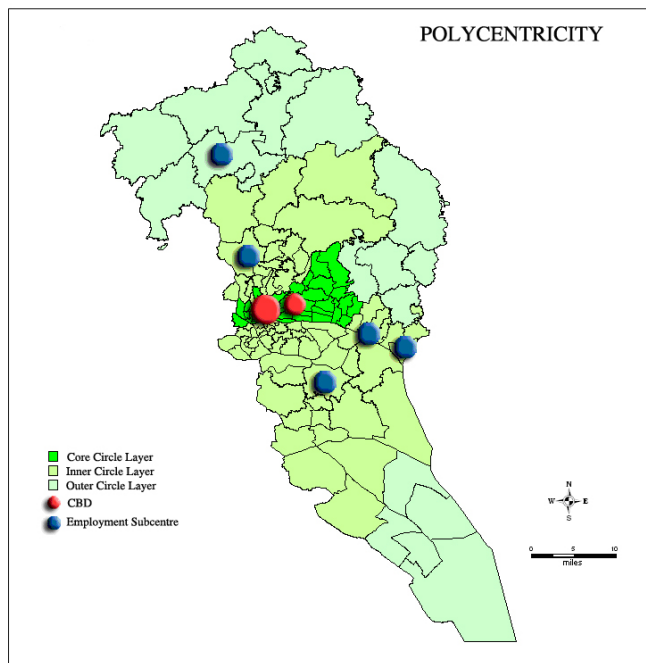 POLYCENTRICITY
Core Circle Layer
Inner Circle Layer
Outer Circle Layer
CBD
Employment Subcentre
N
W E
S
0 5 10
miles